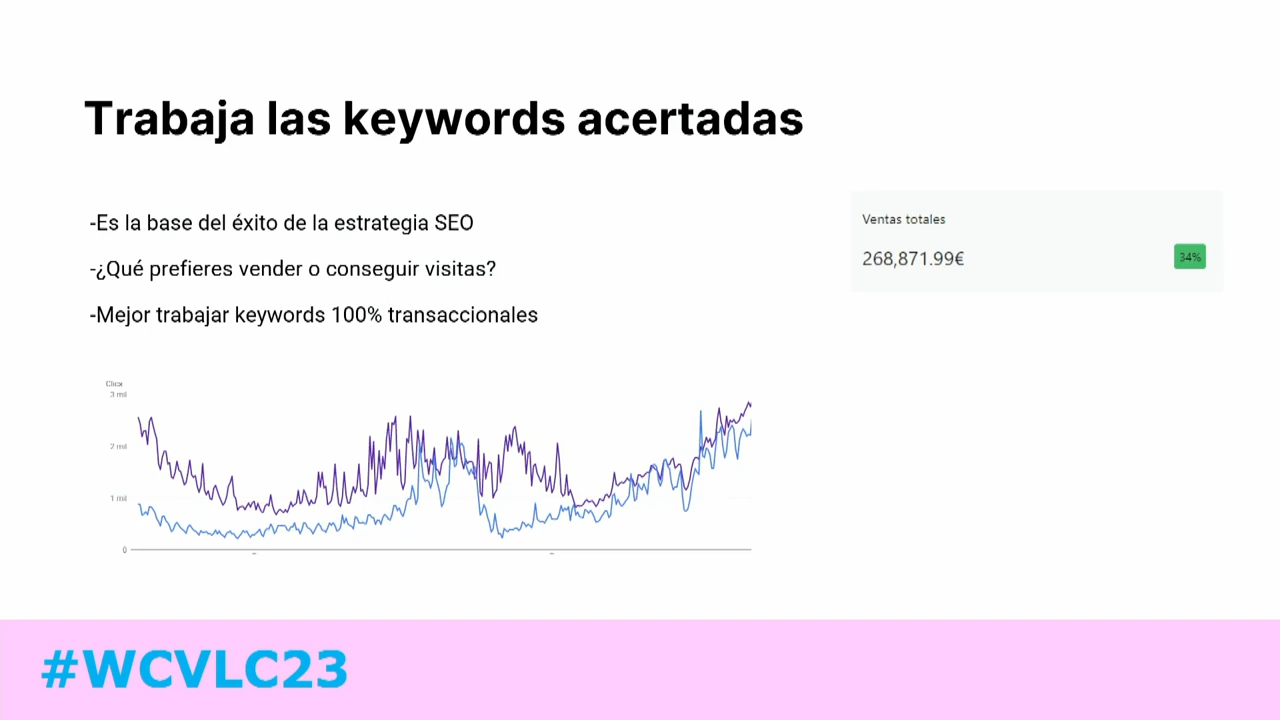 Trabaja las keywords acertadas
-Es la base del éxito de la estrategia SEO
-¿Qué prefieres vender o conseguir visitas?
-Mejor trabajar keywords 100% transaccionales
Ventas totales
268,871.99€
34%
Clics
3 mil
2 mil
1 mil
0
#WCVLC23